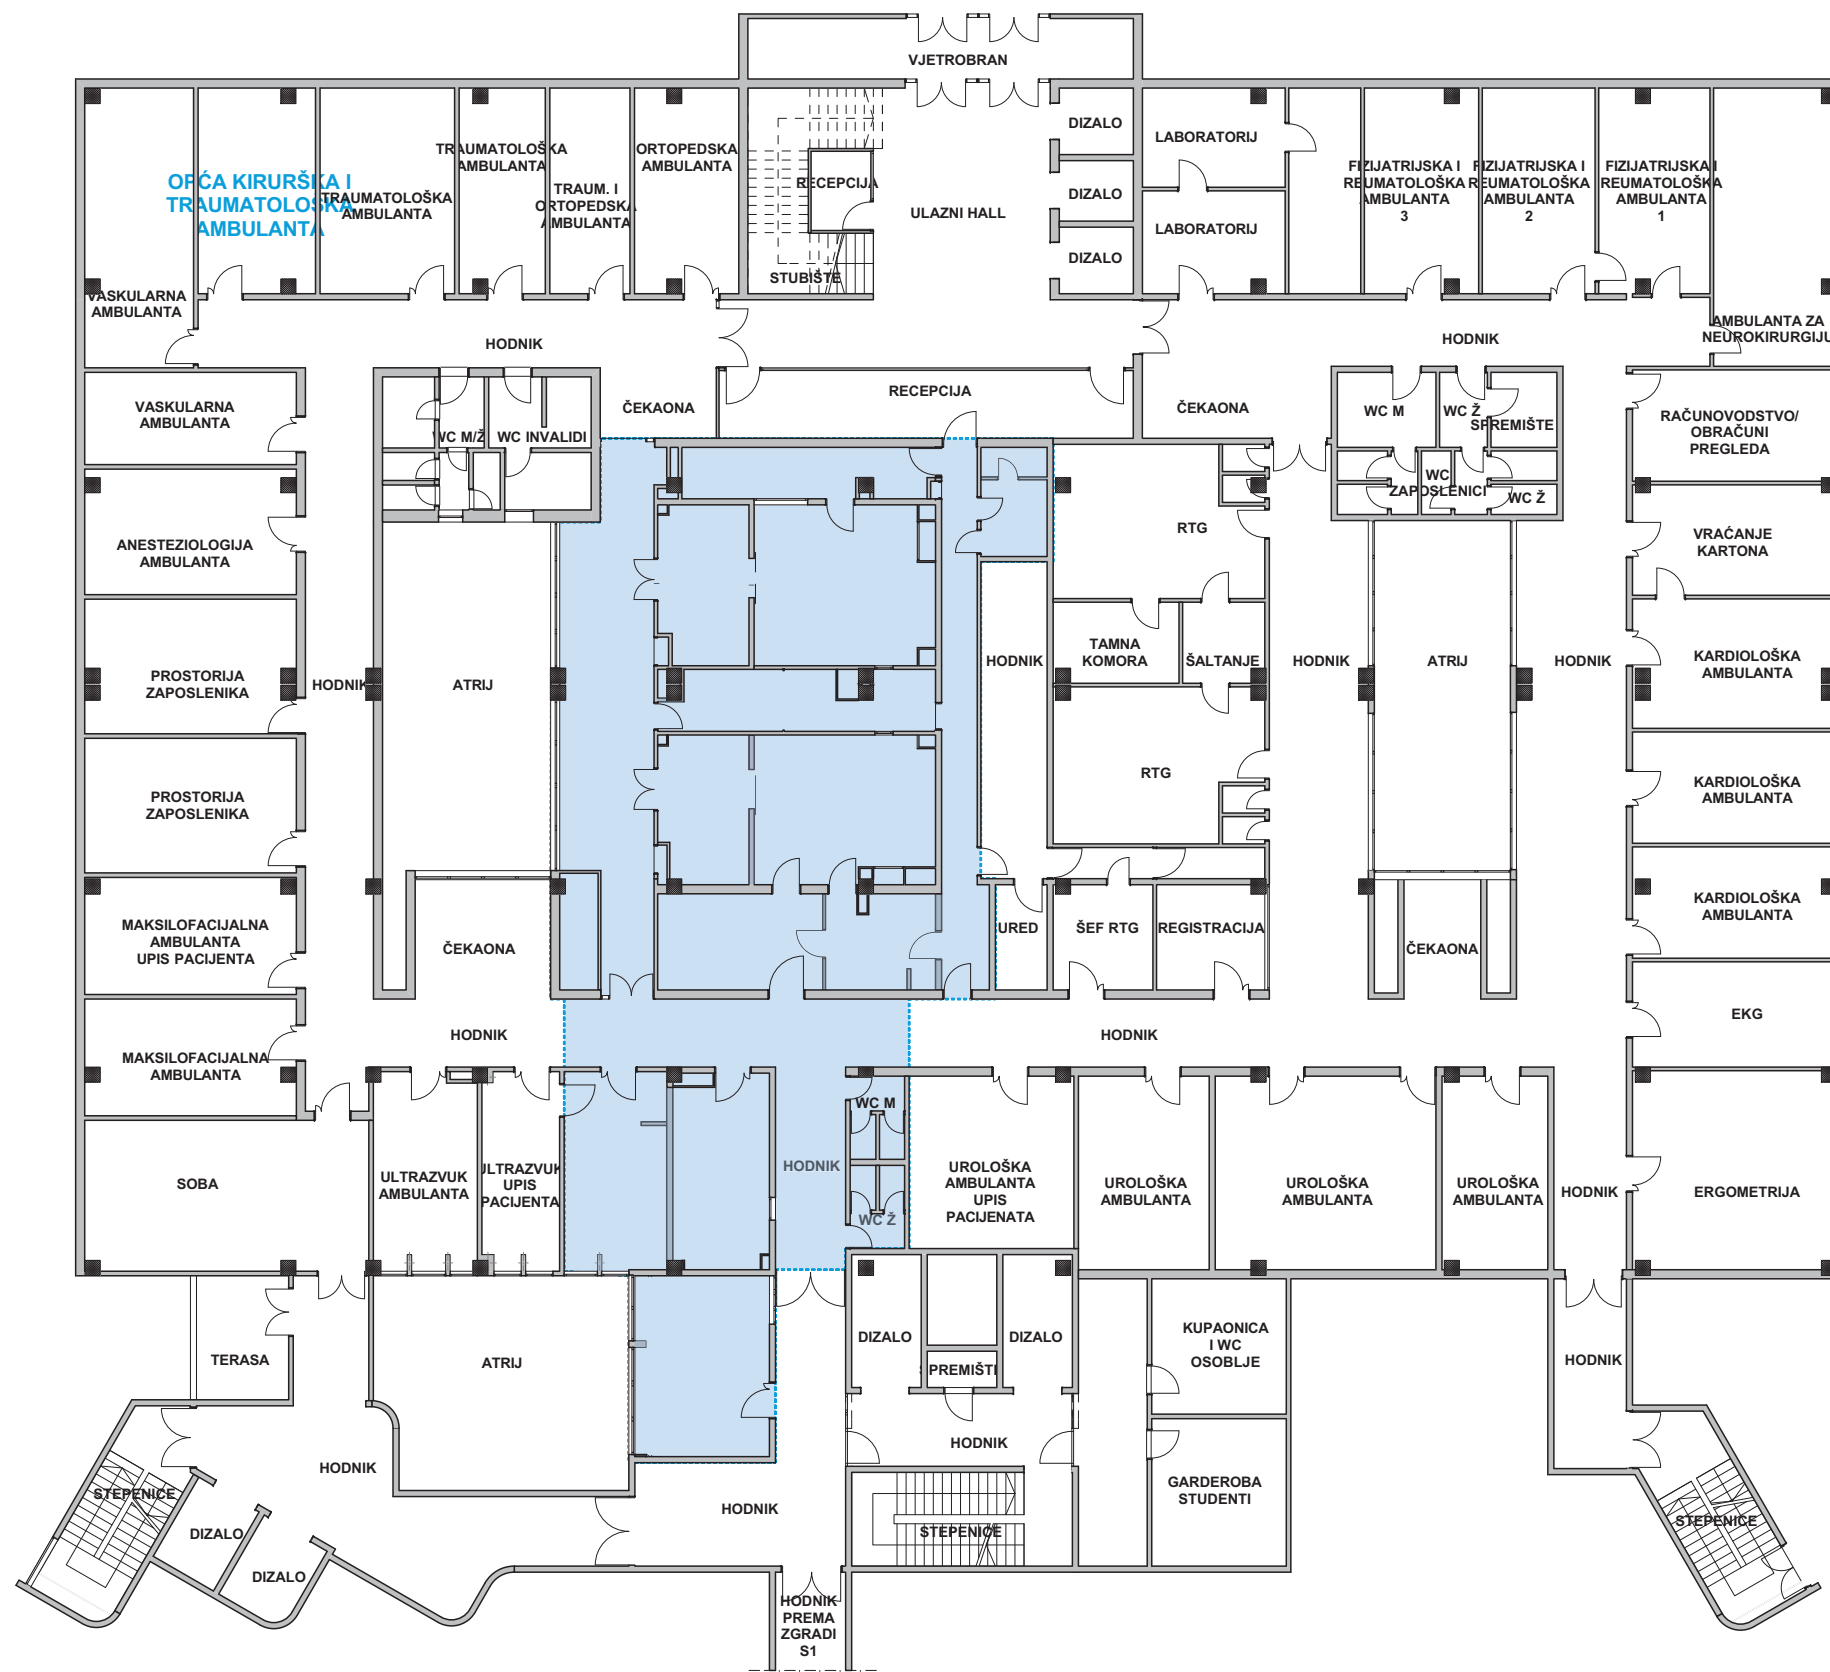 VJETROBRAN
DIZALO
LABORATORIJ
TRAUMATOLOŠKA
AMBULANTA
ORTOPEDSKA
AMBULANTA
OPĆA KIRURŠKA I
TRAUMATOLOŠKA
AMBULANTA
TRAUMATOLOŠKA
AMBULANTA
TRAUM. I
ORTOPEDSKA
AMBULANTA
RECEPCIJA
ULAZNI HALL
DIZALO
FIZIJATRIJSKA I
REUMATOLOŠKA
AMBULANTA
3
FIZIJATRIJSKA I
REUMATOLOŠKA
AMBULANTA
2
FIZIJATRIJSKA I
REUMATOLOŠKA
AMBULANTA
1
LABORATORIJ
DIZALO
STUBIŠTE
VASKULARNA
AMBULANTA
HODNIK
HODNIK
AMBULANTA ZA
NEUROKIRURGIJU
RECEPCIJA
VASKULARNA
AMBULANTA
ČEKAONA
ČEKAONA
WC M/Ž
WC INVALIDI
WC M
WC Ž
SPREMIŠTE
RAČUNOVODSTVO/
OBRAČUNI
PREGLEDA
WC
ZAPOSLENICI
WC Ž
ANESTEZIOLOGIJA
AMBULANTA
RTG
VRAĆANJE
KARTONA
PROSTORIJA
ZAPOSLENIKA
HODNIK
ATRIJ
HODNIK
TAMNA
KOMORA
ŠALTANJE
HODNIK
ATRIJ
HODNIK
KARDIOLOŠKA
AMBULANTA
PROSTORIJA
ZAPOSLENIKA
RTG
KARDIOLOŠKA
AMBULANTA
MAKSILOFACIJALNA
AMBULANTA
UPIS PACIJENTA
ČEKAONA
URED
ŠEF RTG
REGISTRACIJA
ČEKAONA
KARDIOLOŠKA
AMBULANTA
HODNIK
HODNIK
EKG
MAKSILOFACIJALNA
AMBULANTA
WC M
SOBA
ULTRAZVUK
AMBULANTA
ULTRAZVUK
UPIS
PACIJENTA
HODNIK
WC Ž
UROLOŠKA
AMBULANTA
UPIS
PACIJENATA
UROLOŠKA
AMBULANTA
UROLOŠKA
AMBULANTA
UROLOŠKA
AMBULANTA
HODNIK
ERGOMETRIJA
TERASA
ATRIJ
DIZALO
SPREMIŠTE
DIZALO
KUPAONICA
I WC
OSOBLJE
HODNIK
HODNIK
HODNIK
STEPENICE
DIZALO
DIZALO
HODNIK
STEPENICE
GARDEROBA
STUDENTI
STEPENICE
HODNIK
PREMA
ZGRADI
S1